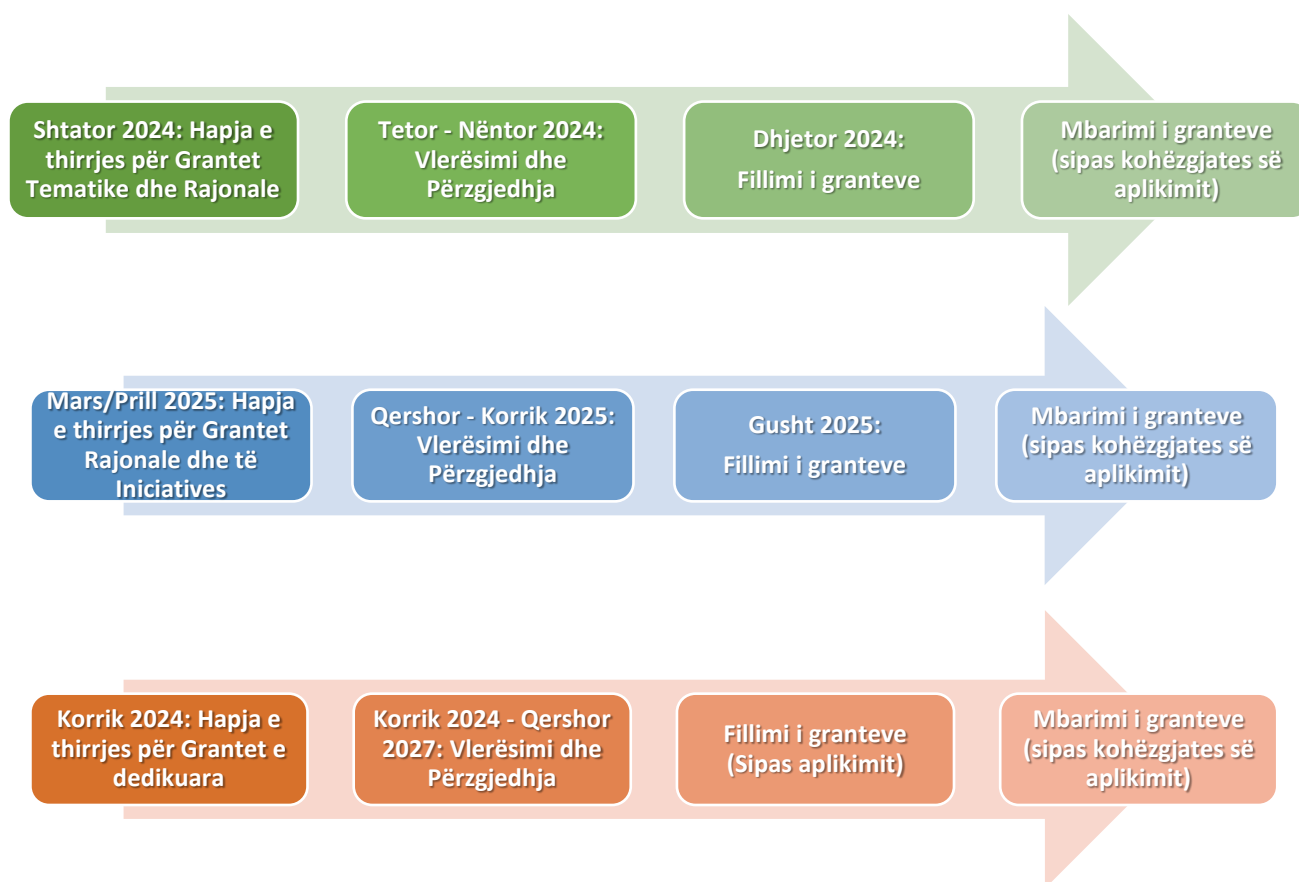 Shtator 2024: Hapja e
thirrjes për Grantet
Tematike dhe Rajonale
Tetor - Nëntor 2024:
Vlerësimi dhe
Përzgjedhja
Dhjetor 2024:
Fillimi i granteve
Mbarimi i granteve
(sipas kohëzgjates së
aplikimit)
Mars/Prill 2025: Hapja
e thirrjes për Grantet
Rajonale dhe të
Iniciatives
Qershor - Korrik 2025:
Vlerësimi dhe
Përzgjedhja
Gusht 2025:
Fillimi i granteve
Mbarimi i granteve
(sipas kohëzgjates së
aplikimit)
Korrik 2024: Hapja e
thirrjes për Grantet e
dedikuara
Korrik 2024 - Qershor
2027: Vlerësimi dhe
Përzgjedhja
Fillimi i granteve
(Sipas aplikimit)
Mbarimi i granteve
(sipas kohëzgjates së
aplikimit)